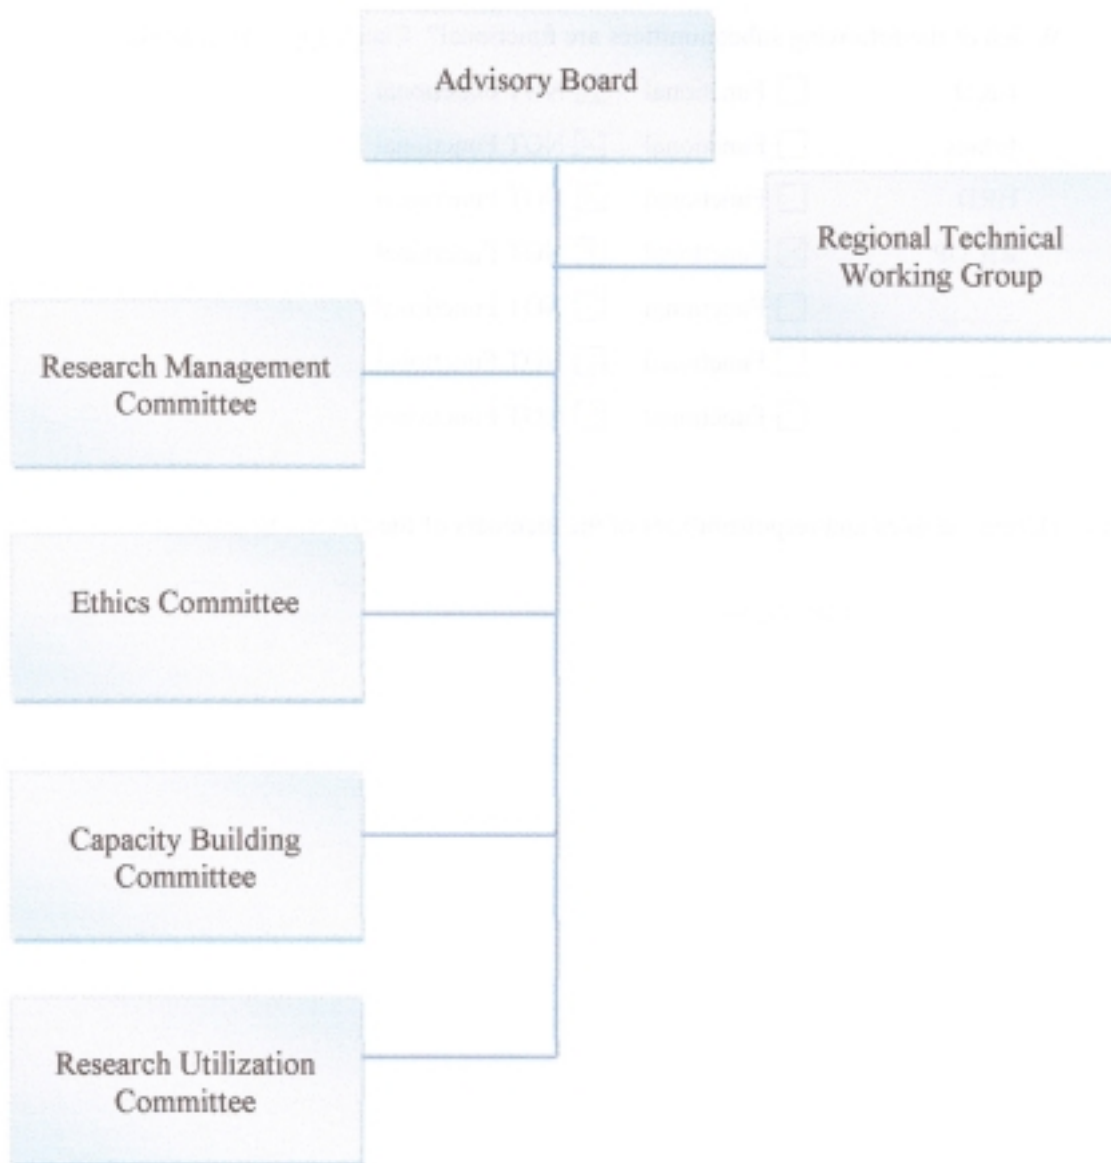 Advisory Board
Regional Technical
Working Group
Research Management
Committee
Ethics Committee
Capacity Building
Committee
Research Utilization
Committee